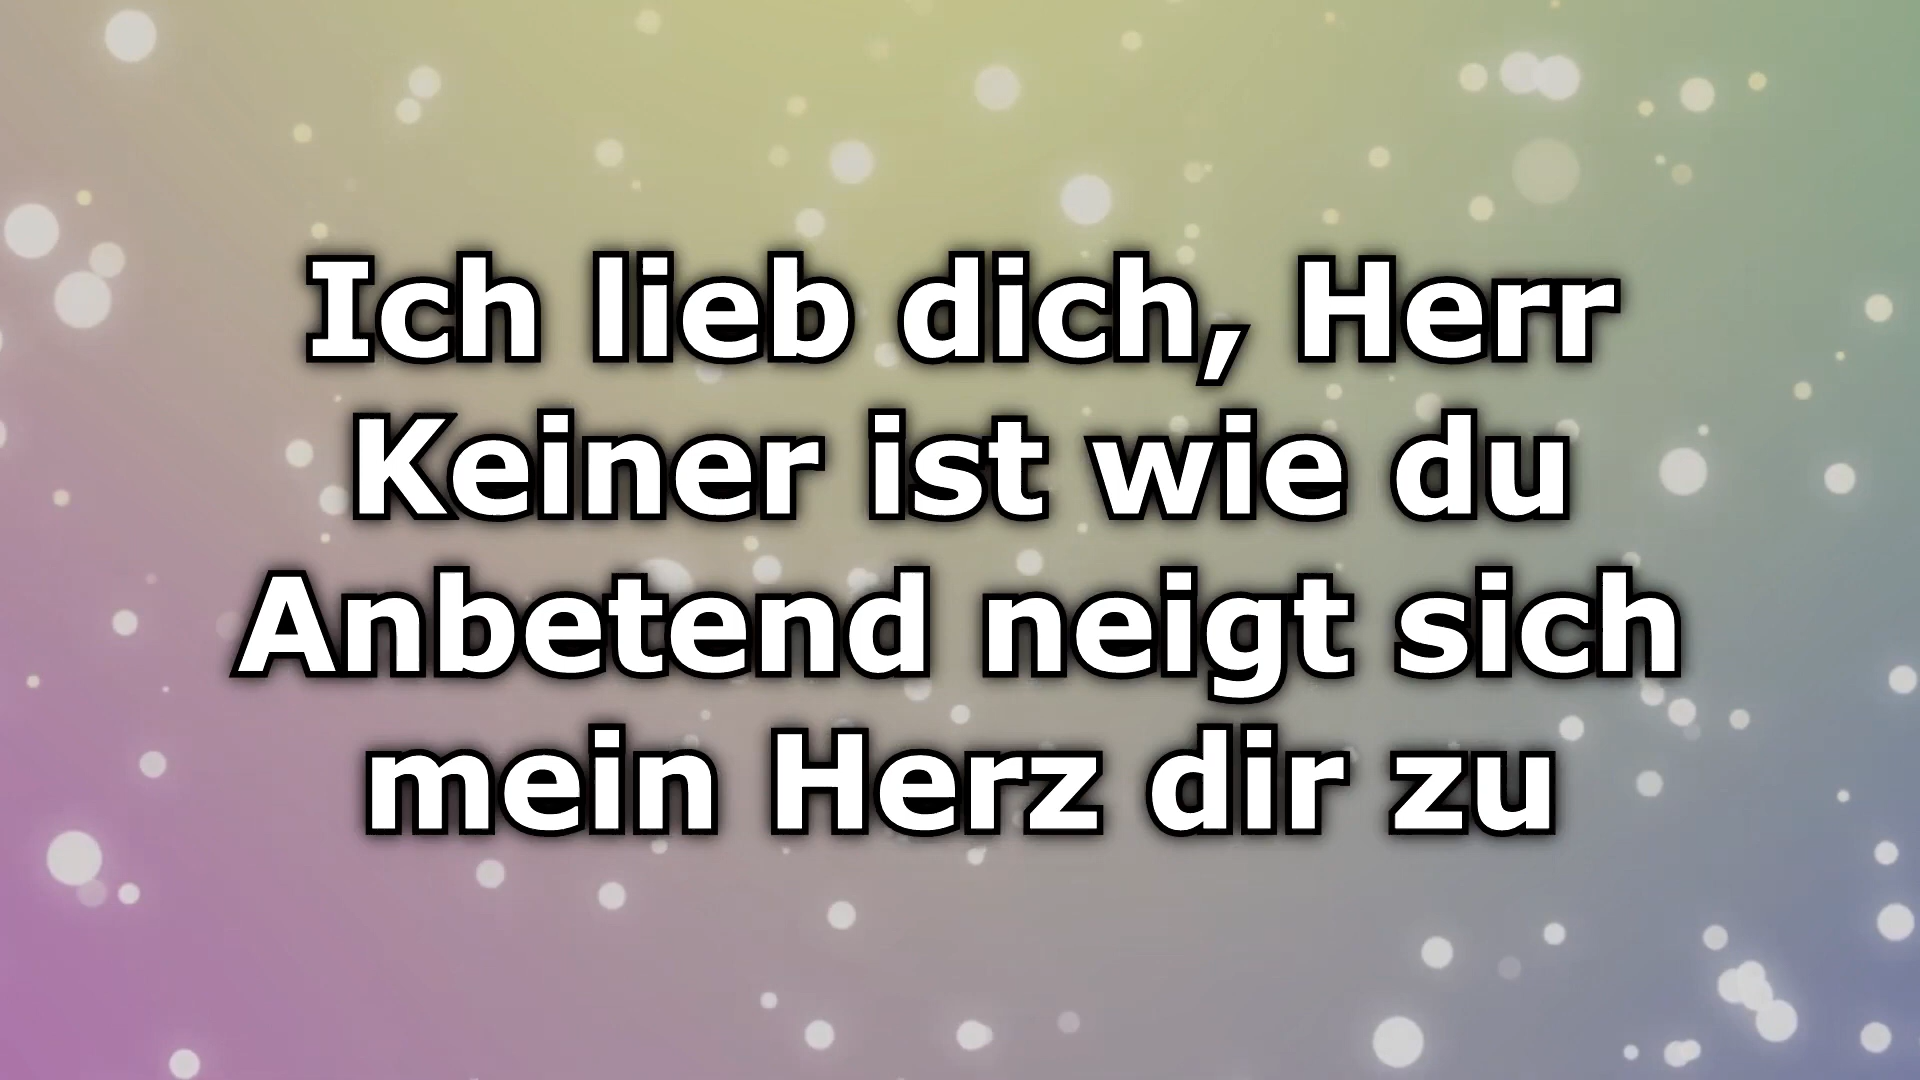 Ich lieb dich, Herr
Keiner ist wie du
Anbetend neigt sich
mein Herz dir zu